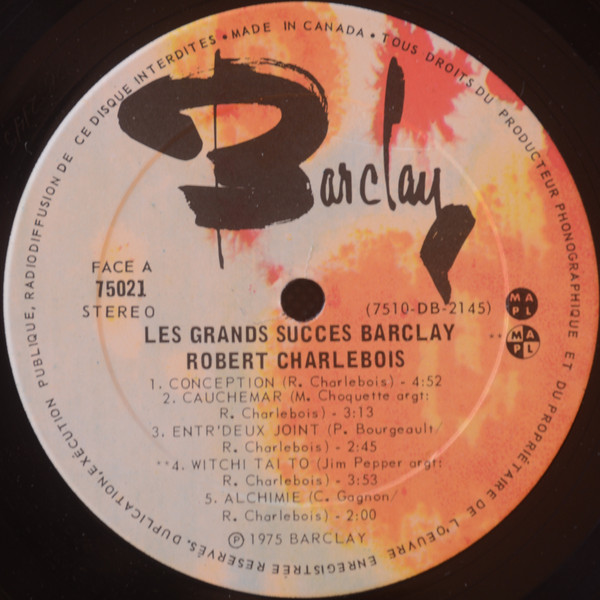 TOUS DROITS DU PRODUCTEUR PHONOGRAPHIQUE ET DU PROPRIÉTAIRE DE L'OEUVRE ENREGISTRÉE RESERVÉS. DUPLICATION, EXÉCUTION PUBLIQUE, RADIODIFFUSION DE CE DISQUE INTERDITES • MADE IN CANADA •
Barclay
FACE A
75021
STEREO
(7510-DB-2145)
MAPL
**MAPL
LES GRANDS SUCCES BARCLAY
ROBERT CHARLEBOIS
1. CONCEPTION (R. Charlebois) - 4:52
2. CAUCHEMAR (M. Choquette argt:
R. Charlebois) - 3:13
3. ENTR'DEUX JOINT (P. Bourgeault/
R. Charlebois) - 2:45
**4. WITCHI TAI TO (Jim Pepper argt:
R. Charlebois) - 3:53
5. ALCHIMIE (C. Gagnon/
R. Charlebois) - 2:00
Ⓟ 1975 BARCLAY